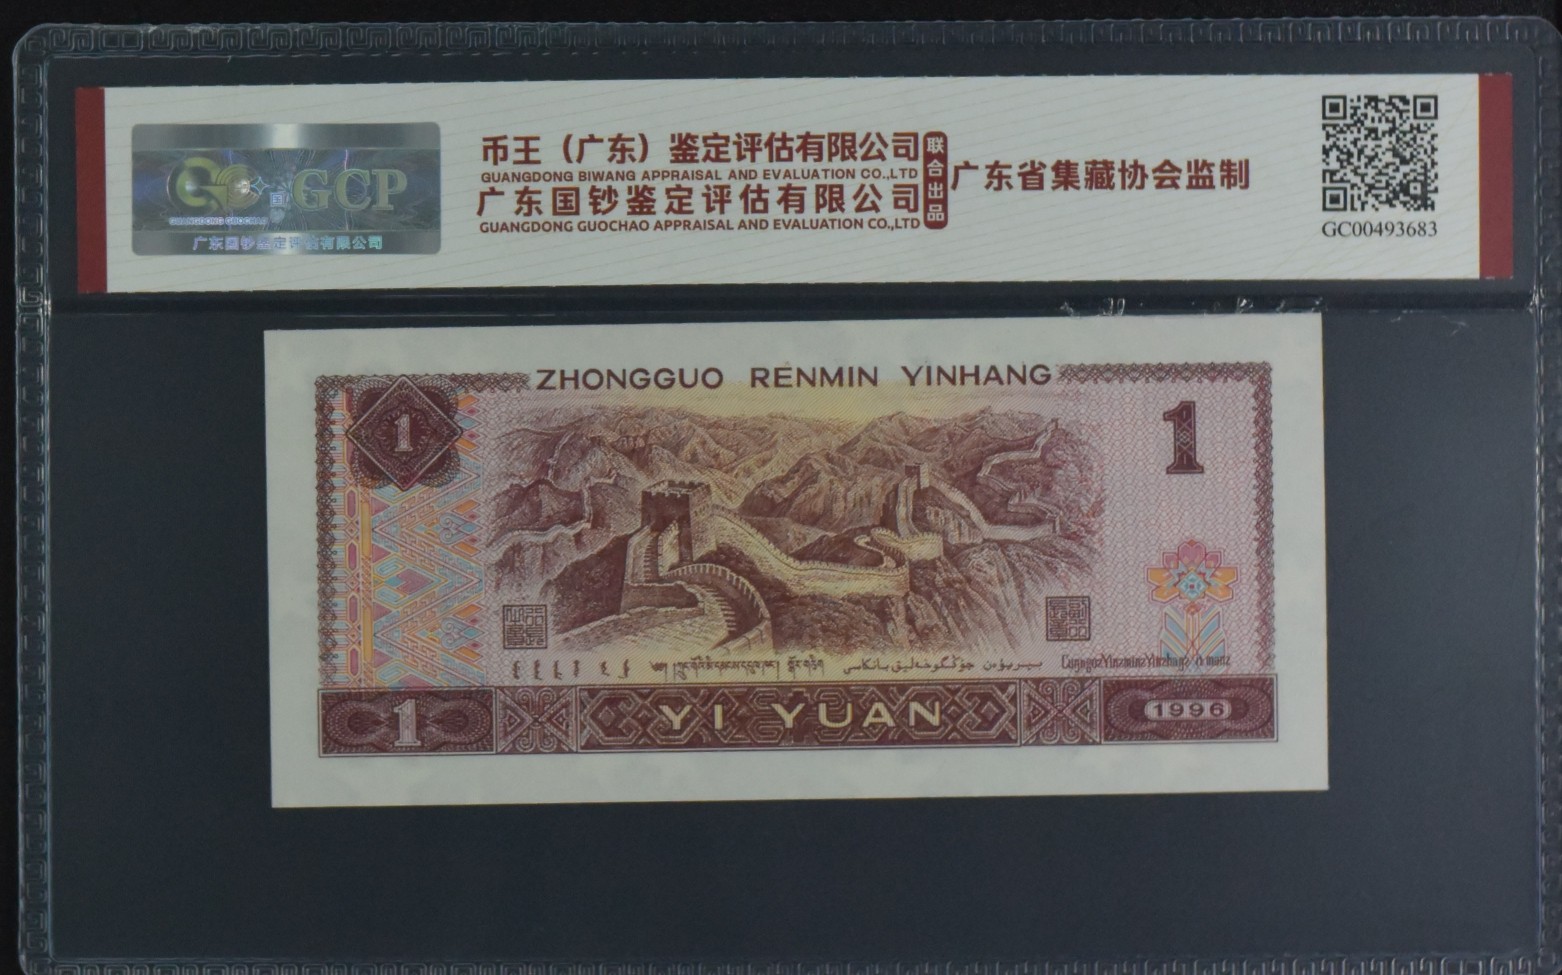 GCP
GUANGDONG GUOCHAO
广东国钞鉴定评估有限公司
币王（广东）鉴定评估有限公司
GUANGDONG BIWANG APPRAISAL AND EVALUATION CO.,LTD
广东国钞鉴定评估有限公司
GUANGDONG GUOCHAO APPRAISAL AND EVALUATION CO.,LTD
联合出品
广东省集藏协会监制
GC00493683
ZHONGGUO RENMIN YINHANG
1
1
YI YUAN
1
1996